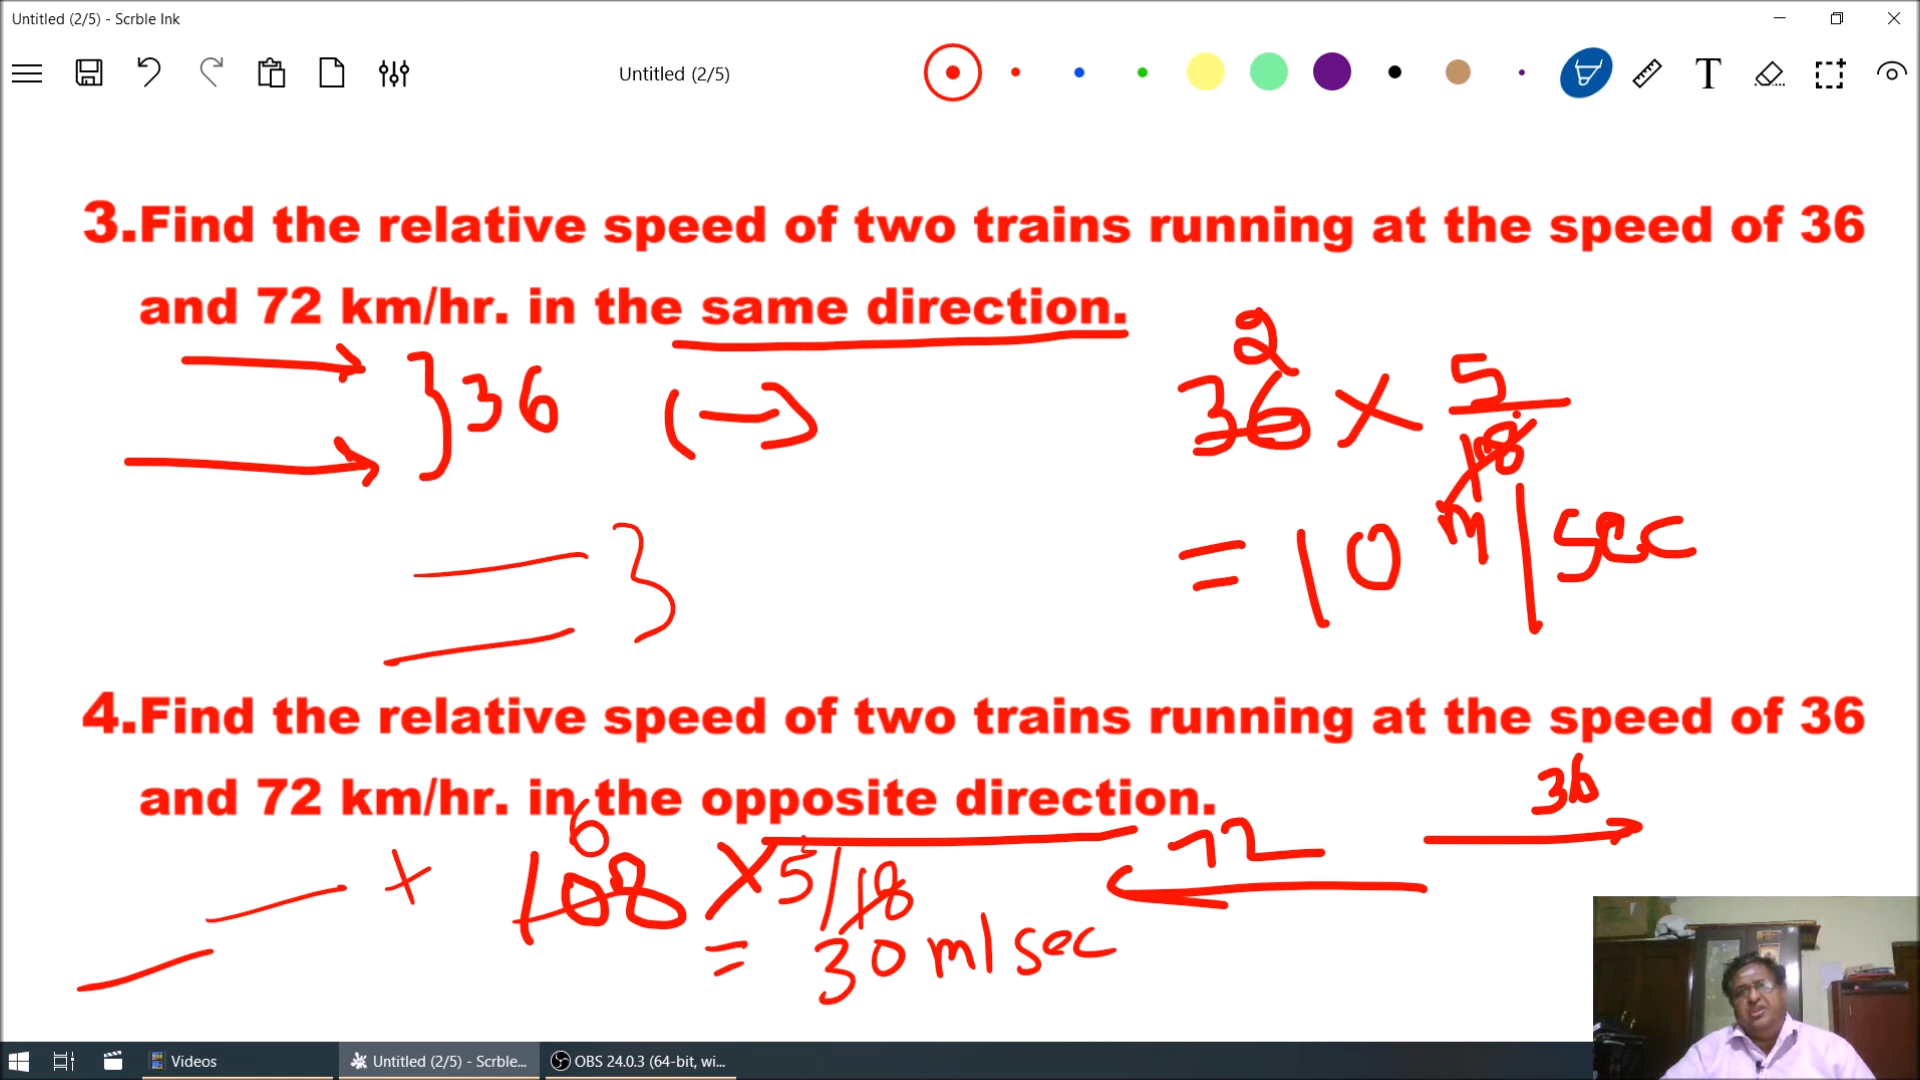 Untitled (2/5) - Scrble Ink
Untitled (2/5)
T
3.Find the relative speed of two trains running at the speed of 36
and 72 km/hr. in the same direction.
} 36 (→)
2
36 × 5/18
= 10 m/sec
}
4.Find the relative speed of two trains running at the speed of 36
and 72 km/hr. in the opposite direction.
36
72
6
+ 108 × 5/18
= 30 m/sec
Videos
Untitled (2/5) - Scrble...
OBS 24.0.3 (64-bit, wi...